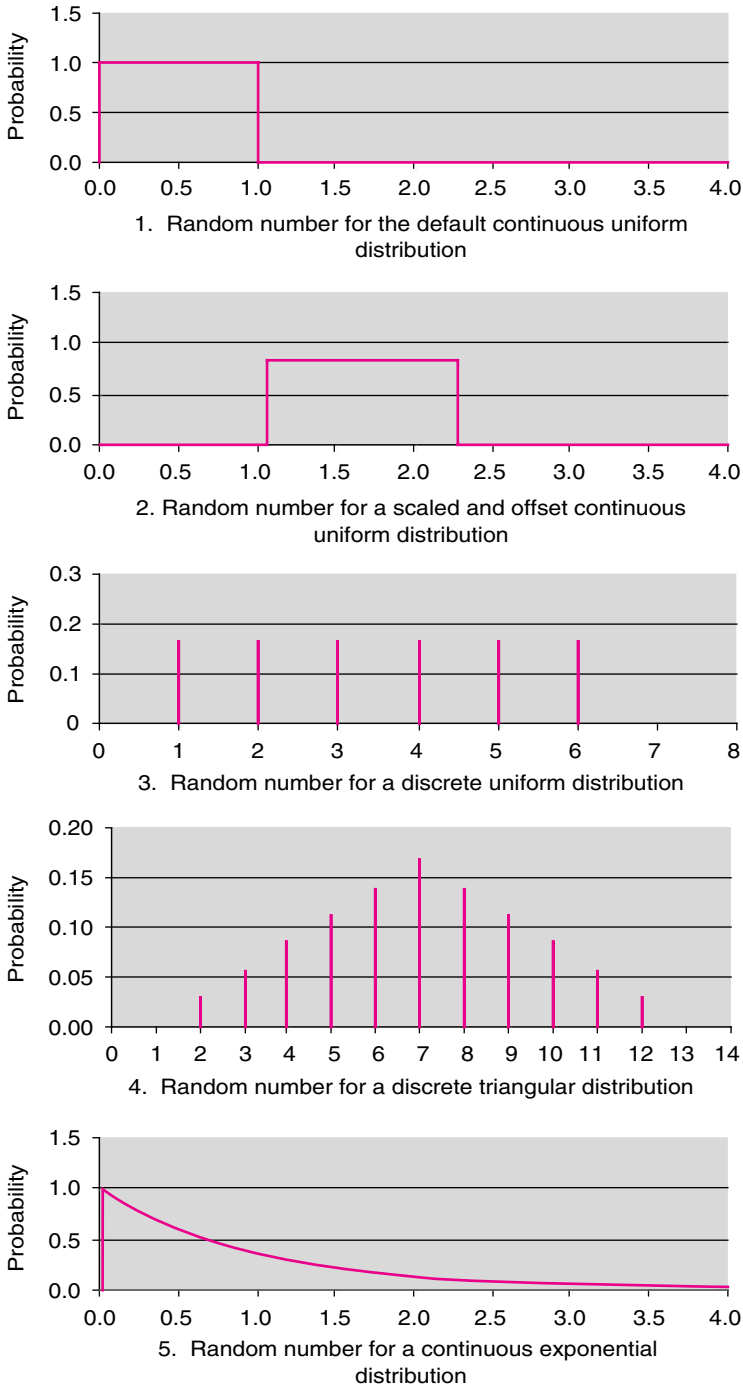 Probability
1.5
1.0
0.5
0.0
0.0 0.5 1.0 1.5 2.0 2.5 3.0 3.5 4.0
1. Random number for the default continuous uniform
distribution
Probability
1.5
1.0
0.5
0.0
0.0 0.5 1.0 1.5 2.0 2.5 3.0 3.5 4.0
2. Random number for a scaled and offset continuous
uniform distribution
Probability
0.3
0.2
0.1
0
0 1 2 3 4 5 6 7 8
3. Random number for a discrete uniform distribution
Probability
0.20
0.15
0.10
0.05
0.00
0 1 2 3 4 5 6 7 8 9 10 11 12 13 14
4. Random number for a discrete triangular distribution
Probability
1.5
1.0
0.5
0.0
0.0 0.5 1.0 1.5 2.0 2.5 3.0 3.5 4.0
5. Random number for a continuous exponential
distribution